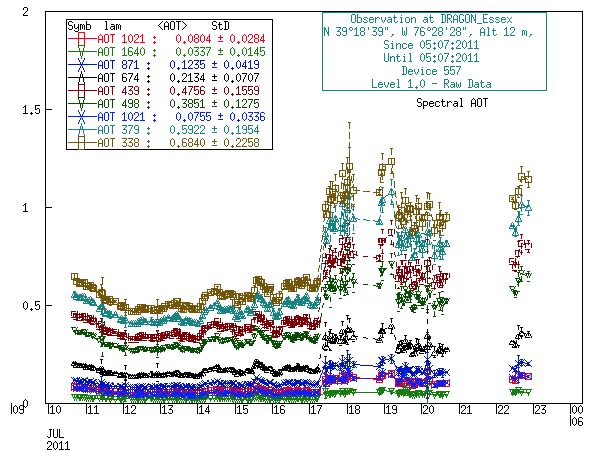 Symb lam <AOT> StD
AOT 1021 : 0.0804 ± 0.0284
AOT 1640 : 0.0337 ± 0.0145
AOT 871 : 0.1235 ± 0.0419
AOT 674 : 0.2134 ± 0.0707
AOT 439 : 0.4756 ± 0.1559
AOT 498 : 0.3851 ± 0.1275
AOT 1021 : 0.0755 ± 0.0336
AOT 379 : 0.5922 ± 0.1954
AOT 338 : 0.6840 ± 0.2258
Observation at DRAGON_Essex
N 39°18'39", W 76°28'28", Alt 12 m,
Since 05:07:2011
Until 05:07:2011
Device 557
Level 1.0 - Raw Data
Spectral AOT
2
1.5
1
0.5
0
|09 |10 |11 |12 |13 |14 |15 |16 |17 |18 |19 |20 |21 |22 |23 |00
|06
JUL
2011